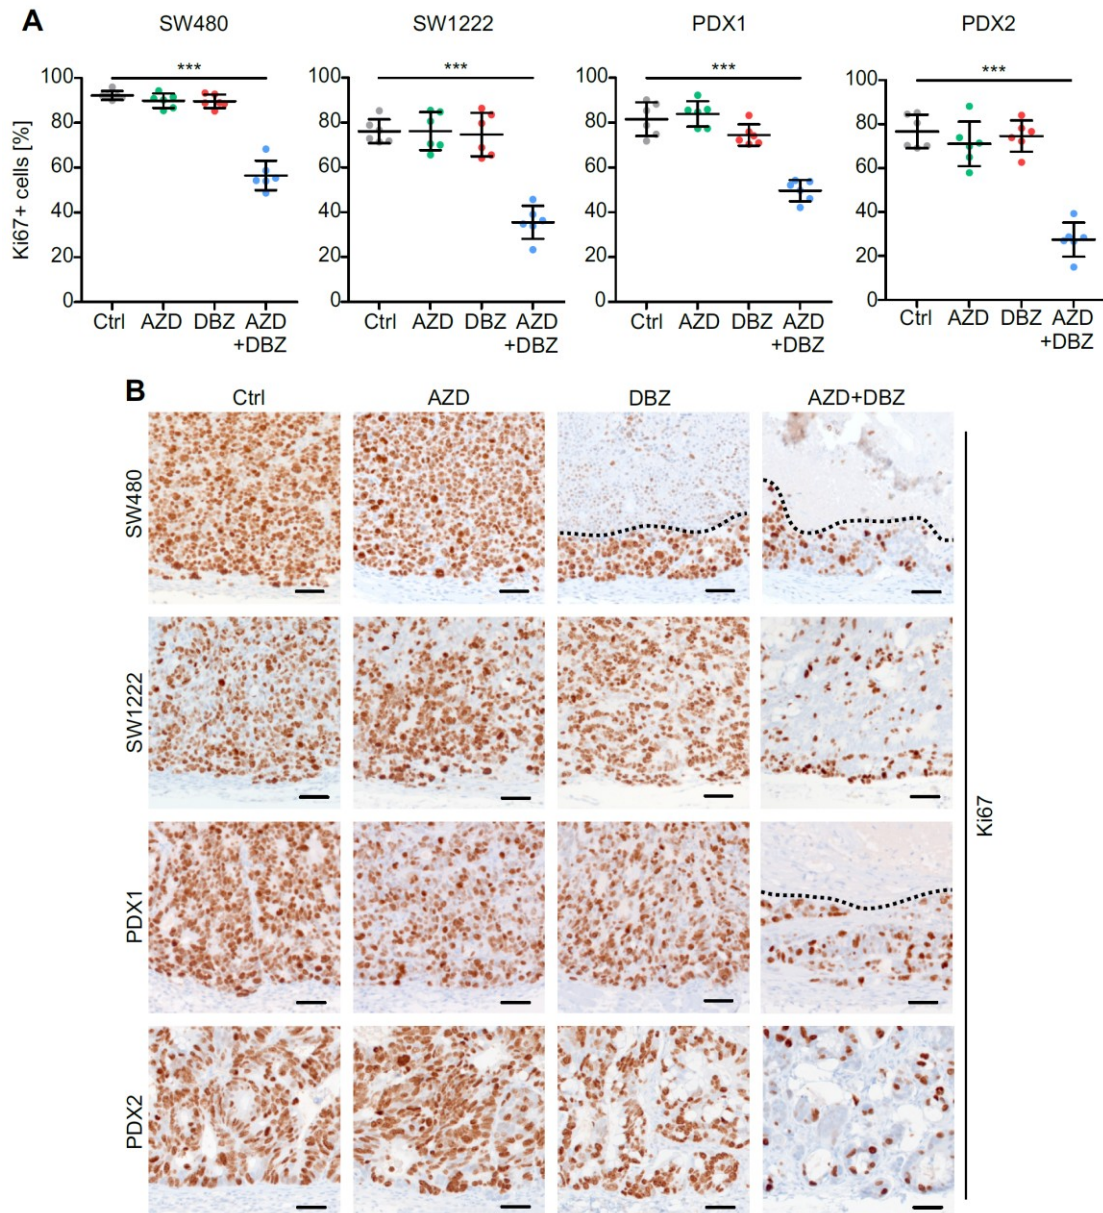 A
SW480
SW1222
PDX1
PDX2
Ki67+ cells [%]
100
80
60
40
20
0
***
Ctrl
AZD
DBZ
AZD
+DBZ
100
80
60
40
20
0
***
Ctrl
AZD
DBZ
AZD
+DBZ
100
80
60
40
20
0
***
Ctrl
AZD
DBZ
AZD
+DBZ
100
80
60
40
20
0
***
Ctrl
AZD
DBZ
AZD
+DBZ
B
Ctrl
AZD
DBZ
AZD+DBZ
SW480
SW1222
PDX1
PDX2
Ki67